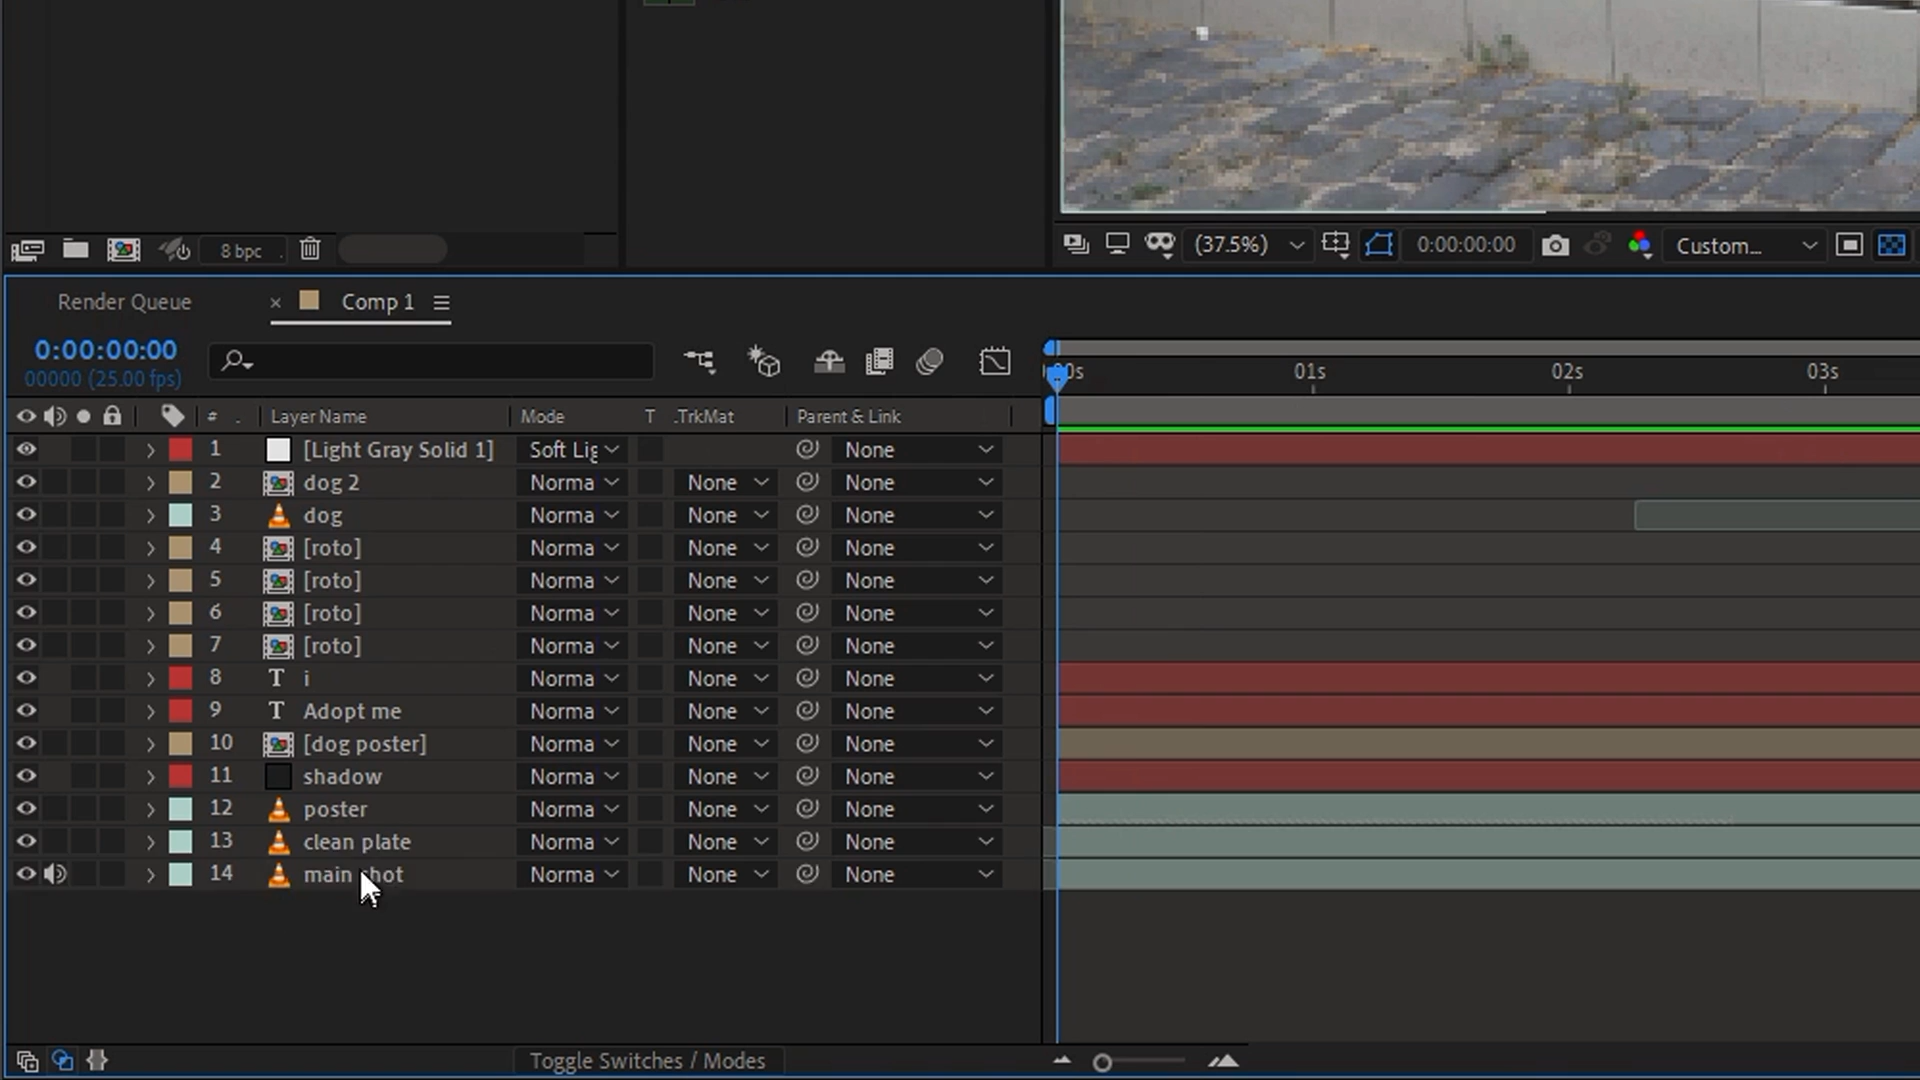 8 bpc
(37.5%) 0:00:00:00 Custom...
Render Queue × Comp 1
0:00:00:00
00000 (25.00 fps)
01s 02s 03s
# Layer Name Mode T .TrkMat Parent & Link
1 [Light Gray Solid 1] Soft Lig None
2 dog 2 Norma None None
3 dog Norma None None
4 [roto] Norma None None
5 [roto] Norma None None
6 [roto] Norma None None
7 [roto] Norma None None
8 T i Norma None None
9 T Adopt me Norma None None
10 [dog poster] Norma None None
11 shadow Norma None None
12 poster Norma None None
13 clean plate Norma None None
14 main shot Norma None None
Toggle Switches / Modes